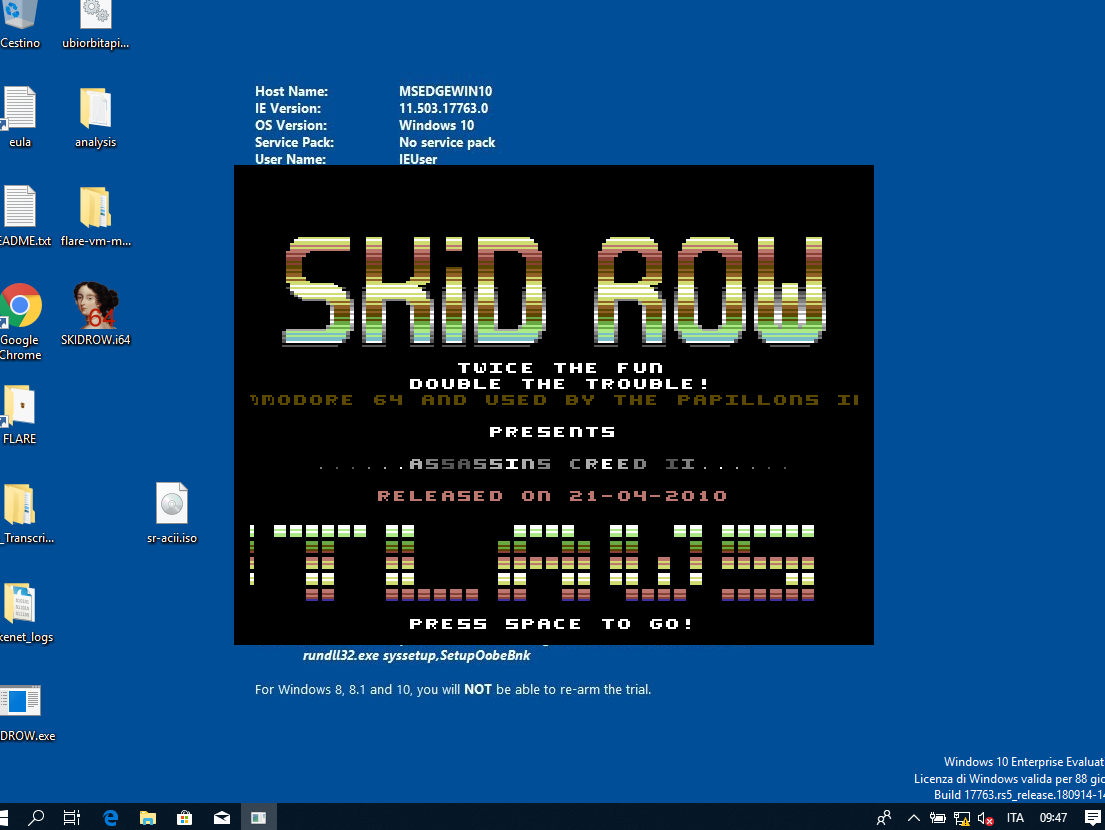 Cestino
ubiorbitapi...
eula
analysis
EADME.txt
flare-vm-m...
Google
Chrome
SKIDROW.i64
FLARE
_Transcri...
sr-acii.iso
kenet_logs
DROW.exe
Host Name: MSEDGEWIN10
IE Version: 11.503.17763.0
OS Version: Windows 10
Service Pack: No service pack
User Name: IEUser
SKiD ROW
TWICE THE FUN
DOUBLE THE TROUBLE!
MMODORE 64 AND USED BY THE PAPILLONS I
PRESENTS
......ASSASSINS CREED II......
RELEASED ON 21-04-2010
TLAWS
PRESS SPACE TO GO!
rundll32.exe syssetup,SetupOobeBnk
For Windows 8, 8.1 and 10, you will NOT be able to re-arm the trial.
Windows 10 Enterprise Evaluat
Licenza di Windows valida per 88 gio
Build 17763.rs5_release.180914-14
ITA
09:47